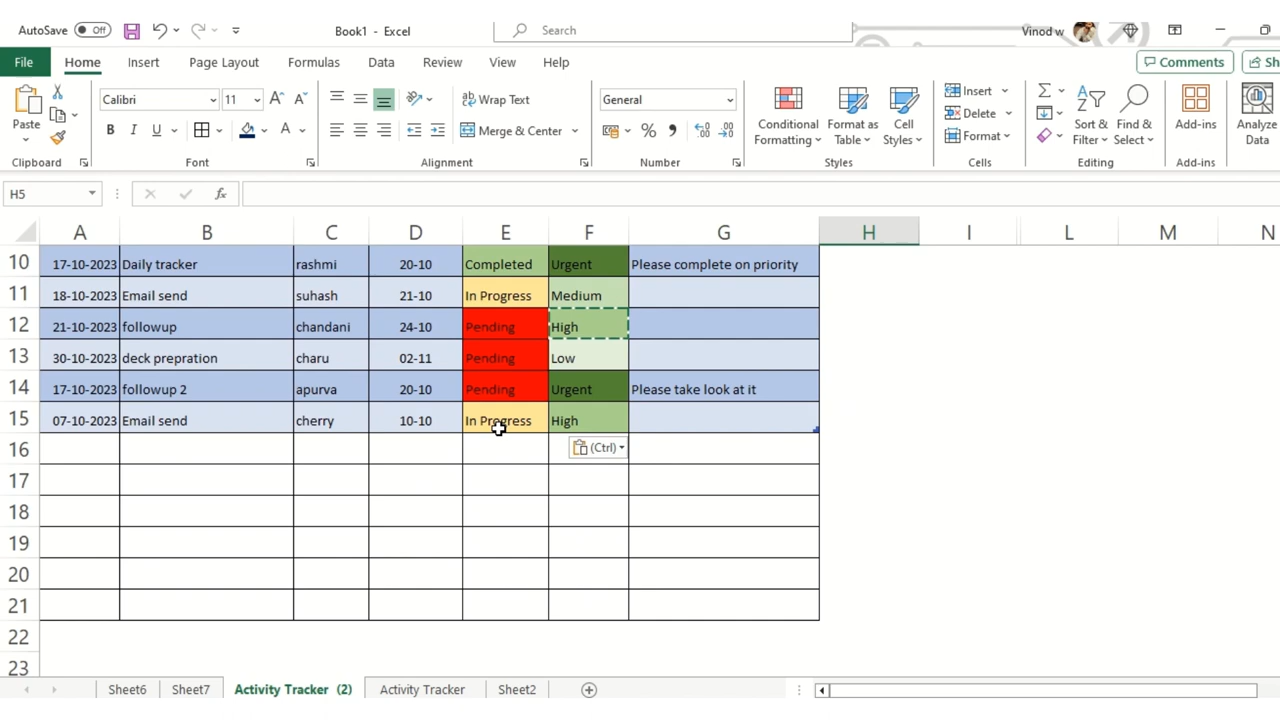 AutoSave Off Book1 - Excel Search Vinod w
File Home Insert Page Layout Formulas Data Review View Help Comments Sh
Paste Calibri 11 A A Wrap Text General Insert
B I U A Merge & Center % Conditional Formatting Format as Table Cell Styles Delete Format Sort & Filter Find & Select Add-ins Analyze Data
Clipboard Font Alignment Number Styles Cells Editing Add-ins
H5 fx
A B C D E F G H I L M N
10 17-10-2023 Daily tracker rashmi 20-10 Completed Urgent Please complete on priority
11 18-10-2023 Email send suhash 21-10 In Progress Medium
12 21-10-2023 followup chandani 24-10 Pending High
13 30-10-2023 deck prepration charu 02-11 Pending Low
14 17-10-2023 followup 2 apurva 20-10 Pending Urgent Please take look at it
15 07-10-2023 Email send cherry 10-10 In Progress High
16 (Ctrl)
17
18
19
20
21
22
23
Sheet6 Sheet7 Activity Tracker (2) Activity Tracker Sheet2